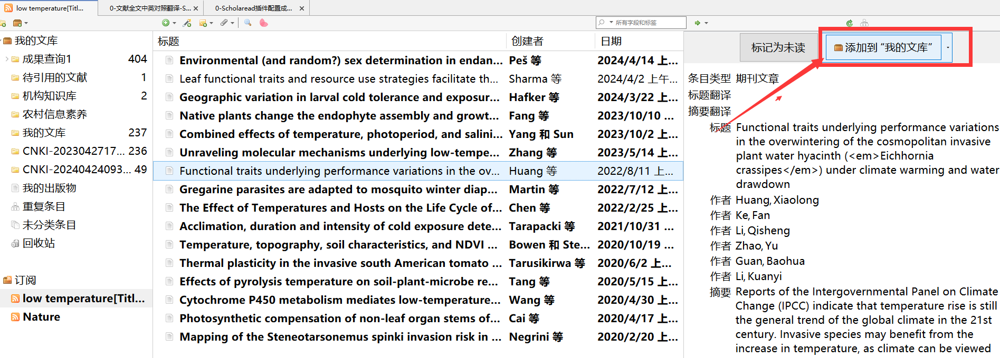 low temperature[Titl...
0-文献全文中英对照翻译-S...
0-Scholaread插件配置成...
所有字段和标签
我的文库
成果查询1 404
待引用的文献 1
机构知识库 2
农村信息素养
我的文库 237
CNKI-2023042717... 236
CNKI-20240424093... 49
我的出版物
重复条目
未分类条目
回收站
订阅
low temperature[Titl...
Nature
标题 创建者 日期
Environmental (and random?) sex determination in endan... Peš 等 2024/4/14 上...
Leaf functional traits and resource use strategies facilitate th... Sharma 等 2024/4/2 上午...
Geographic variation in larval cold tolerance and exposur... Hafker 等 2024/3/22 上...
Native plants change the endophyte assembly and growt... Fang 等 2023/10/10 ...
Combined effects of temperature, photoperiod, and salini... Yang 和 Sun 2023/10/2 上...
Unraveling molecular mechanisms underlying low-tempe... Zhang 等 2023/5/14 上...
Functional traits underlying performance variations in the ov... Huang 等 2022/8/11 上...
Gregarine parasites are adapted to mosquito winter diap... Martin 等 2022/7/12 上...
The Effect of Temperatures and Hosts on the Life Cycle of... Chen 等 2022/2/25 上...
Acclimation, duration and intensity of cold exposure dete... Tarapacki 等 2021/10/31 ...
Temperature, topography, soil characteristics, and NDVI ... Bowen 和 Ste... 2020/10/19 ...
Thermal plasticity in the invasive south American tomato ... Tarusikirwa 等 2020/6/2 上...
Effects of pyrolysis temperature on soil-plant-microbe re... Tang 等 2020/5/15 上...
Cytochrome P450 metabolism mediates low-temperature... Wang 等 2020/4/30 上...
Photosynthetic compensation of non-leaf organ stems of... Cai 等 2020/4/17 上...
Mapping of the Steneotarsonemus spinki invasion risk in ... Negrini 等 2020/2/20 上...
标记为未读
添加到 “我的文库”
条目类型 期刊文章
标题翻译
摘要翻译
标题 Functional traits underlying performance variations
in the overwintering of the cosmopolitan invasive
plant water hyacinth (<em>Eichhornia
crassipes</em>) under climate warming and water
drawdown
作者 Huang, Xiaolong
作者 Ke, Fan
作者 Li, Qisheng
作者 Zhao, Yu
作者 Guan, Baohua
作者 Li, Kuanyi
摘要 Reports of the Intergovernmental Panel on Climate
Change (IPCC) indicate that temperature rise is still
the general trend of the global climate in the 21st
century. Invasive species may benefit from the
increase in temperature, as climate can be viewed